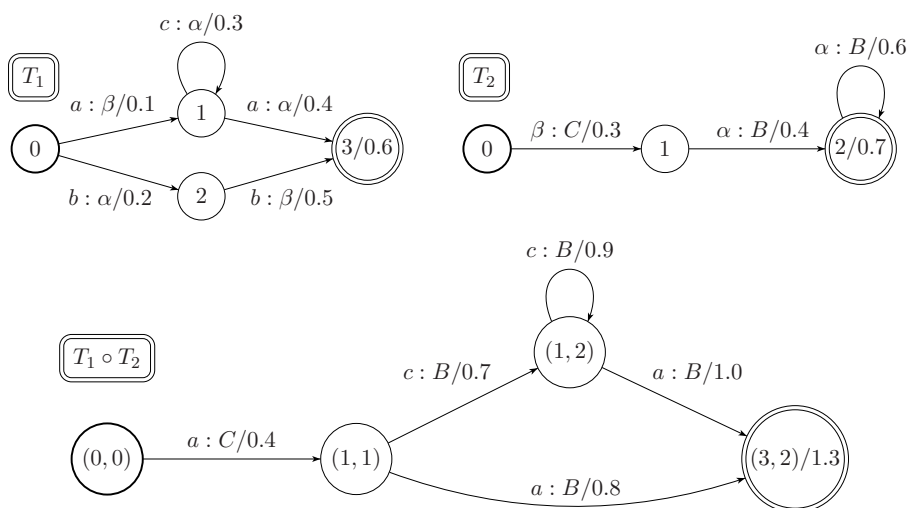 c : α/0.3
α : B/0.6
T₁
T₂
a : β/0.1
1
a : α/0.4
0
3/0.6
0
β : C/0.3
1
α : B/0.4
2/0.7
b : α/0.2
2
b : β/0.5
c : B/0.9
T₁ ∘ T₂
(1, 2)
c : B/0.7
a : B/1.0
(0, 0)
a : C/0.4
(1, 1)
(3, 2)/1.3
a : B/0.8